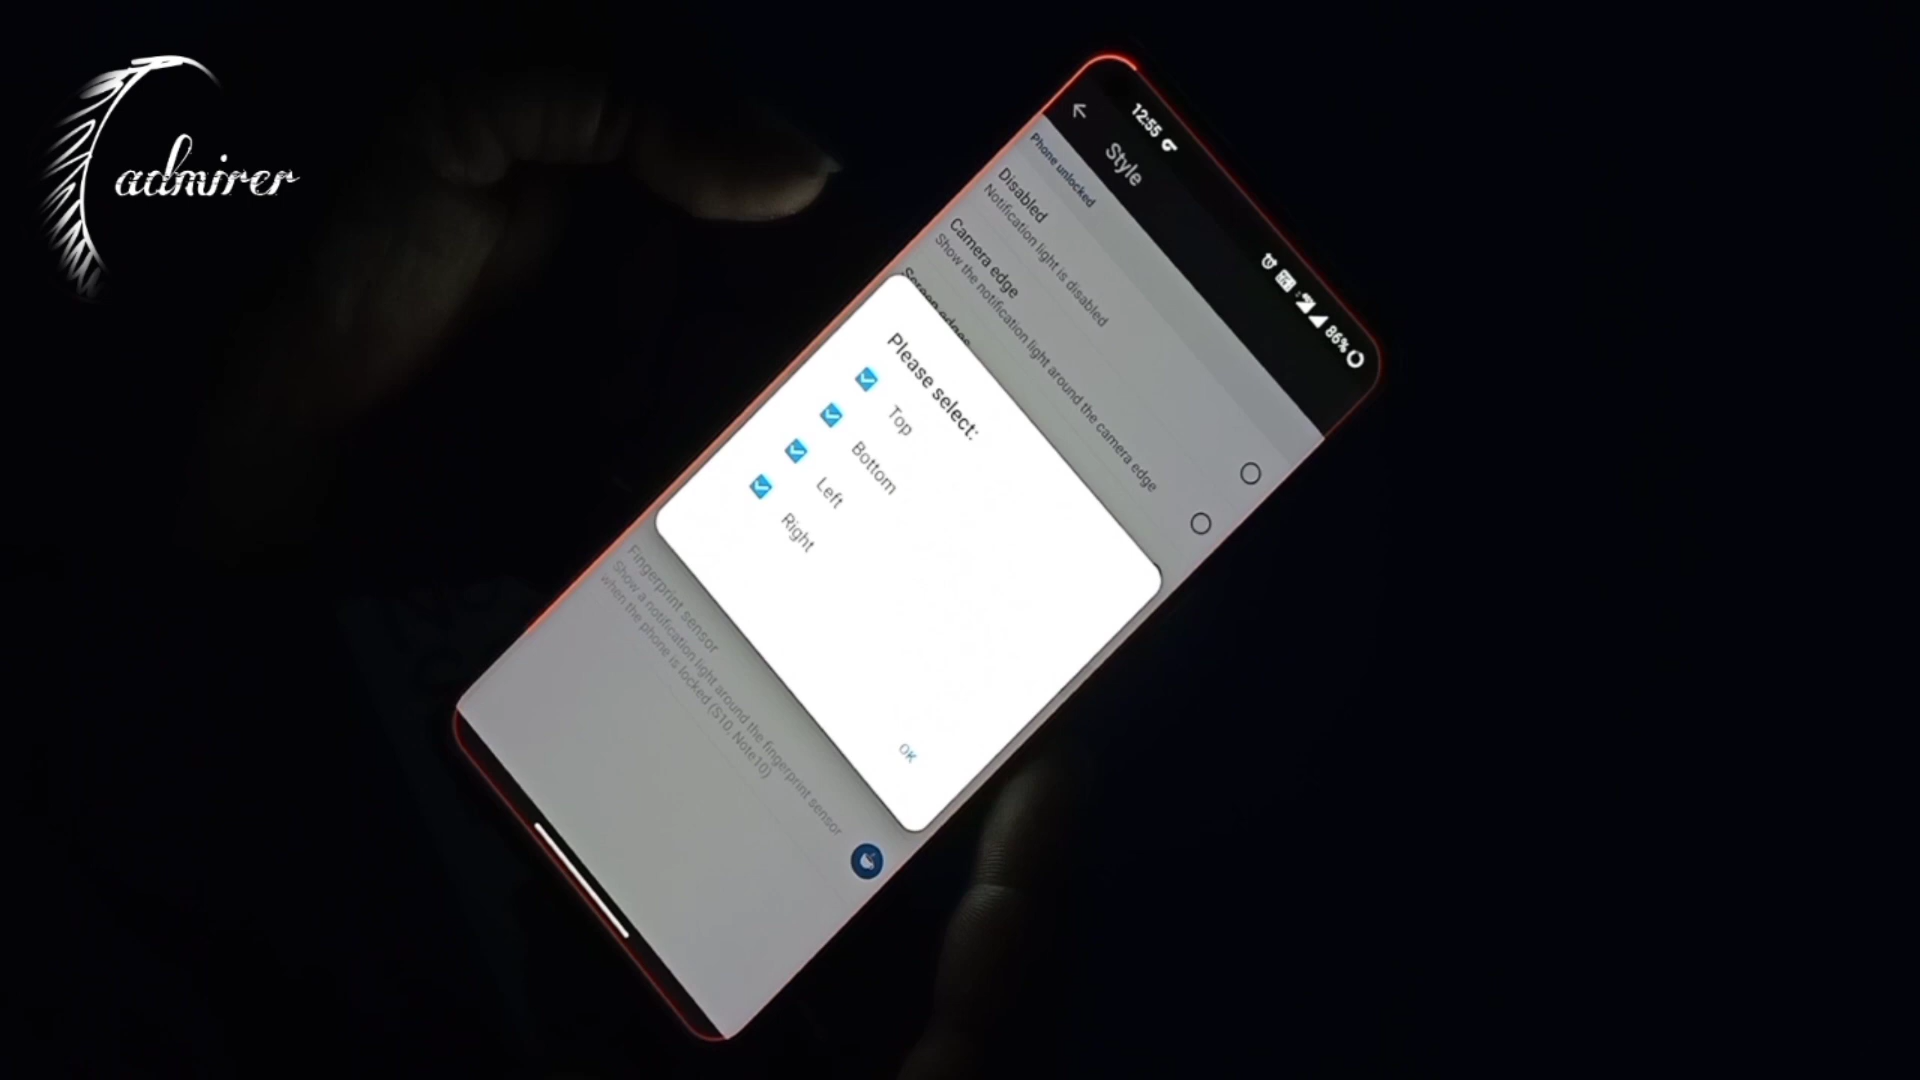 admirer
12:55
86%
Style
Phone unlocked
Disabled
Notification light is disabled
Camera edge
Show the notification light around the camera edge
Screen edges
Please select:
Top
Bottom
Left
Right
OK
Fingerprint sensor
Show a notification light around the fingerprint sensor
when the phone is locked (S10, Note10)